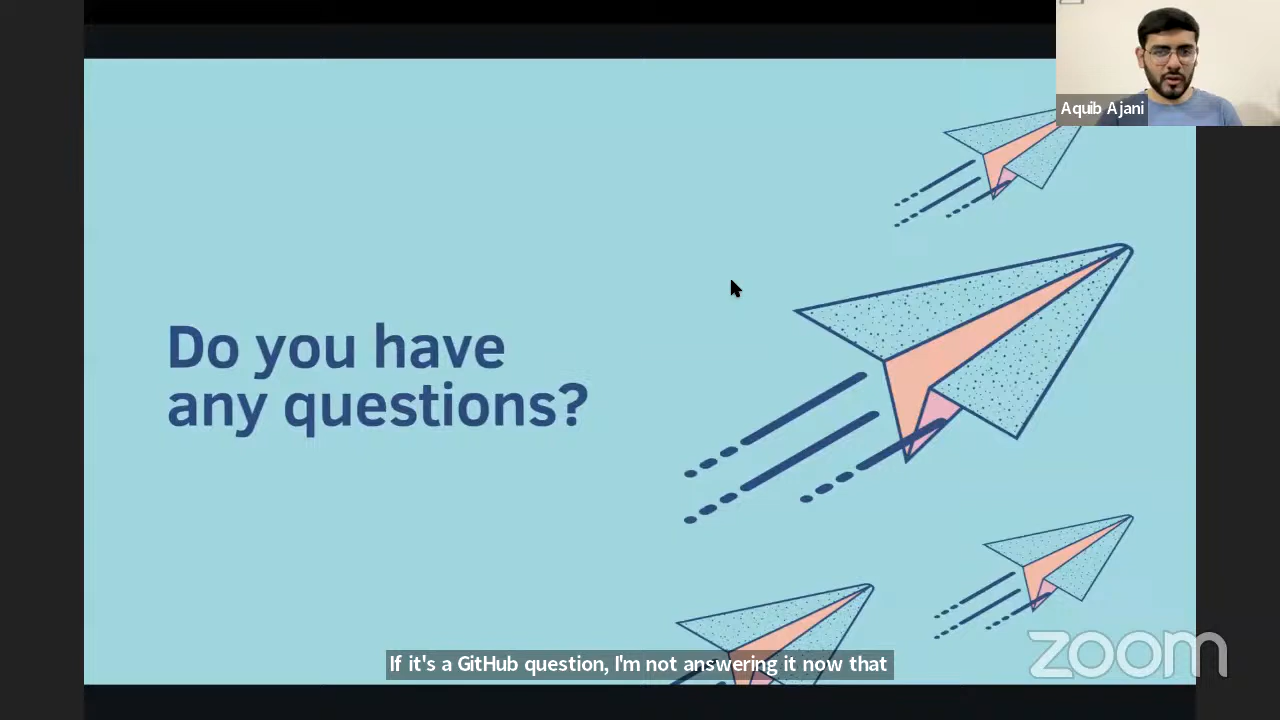 Aquib Ajani
Do you have
any questions?
If it's a GitHub question, I'm not answering it now that
zoom